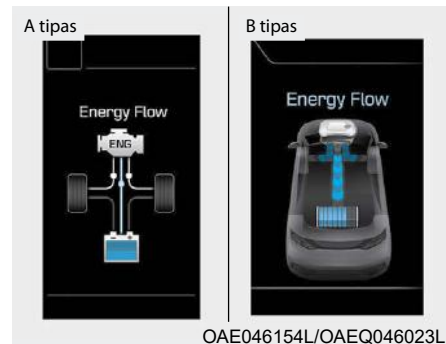 A tipas
B tipas
Energy Flow
ENG
Energy Flow
OAE046154L/OAEQ046023L